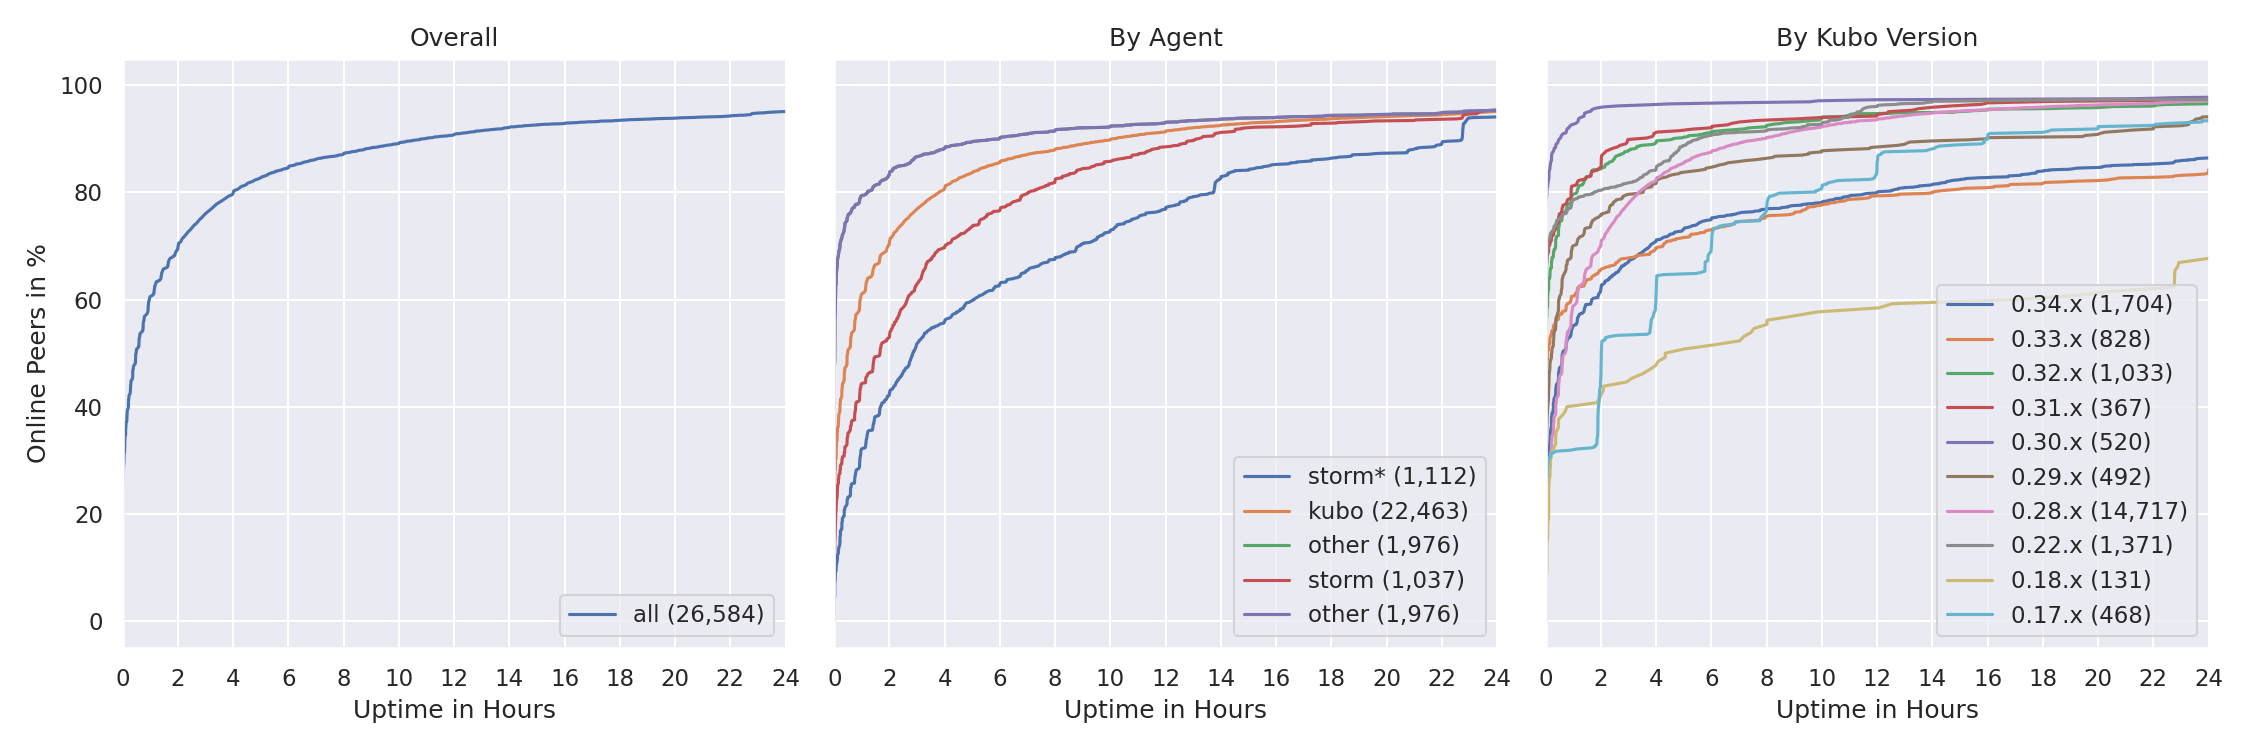 Overall
By Agent
By Kubo Version
Online Peers in %
100
80
60
40
20
0
all (26,584)
storm* (1,112)
kubo (22,463)
other (1,976)
storm (1,037)
other (1,976)
0.34.x (1,704)
0.33.x (828)
0.32.x (1,033)
0.31.x (367)
0.30.x (520)
0.29.x (492)
0.28.x (14,717)
0.22.x (1,371)
0.18.x (131)
0.17.x (468)
0 2 4 6 8 10 12 14 16 18 20 22 24
0 2 4 6 8 10 12 14 16 18 20 22 24
0 2 4 6 8 10 12 14 16 18 20 22 24
Uptime in Hours
Uptime in Hours
Uptime in Hours